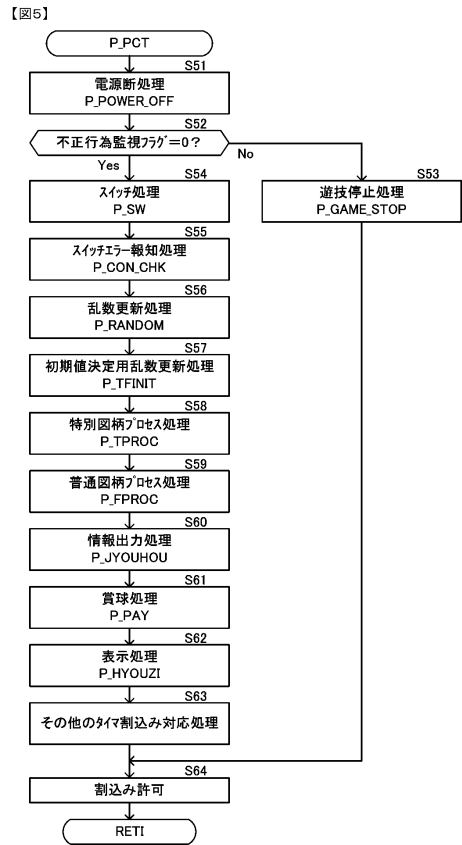 【図5】
P_PCT
S51
電源断処理
P_POWER_OFF
S52
不正行為監視ﾌﾗｸﾞ=0?
No
Yes
S53
遊技停止処理
P_GAME_STOP
S54
ｽｲｯﾁ処理
P_SW
S55
ｽｲｯﾁｴﾗｰ報知処理
P_CON_CHK
S56
乱数更新処理
P_RANDOM
S57
初期値決定用乱数更新処理
P_TFINIT
S58
特別図柄ﾌﾟﾛｾｽ処理
P_TPROC
S59
普通図柄ﾌﾟﾛｾｽ処理
P_FPROC
S60
情報出力処理
P_JYOUHOU
S61
賞球処理
P_PAY
S62
表示処理
P_HYOUZI
S63
その他のﾀｲﾏ割込み対応処理
S64
割込み許可
RETI